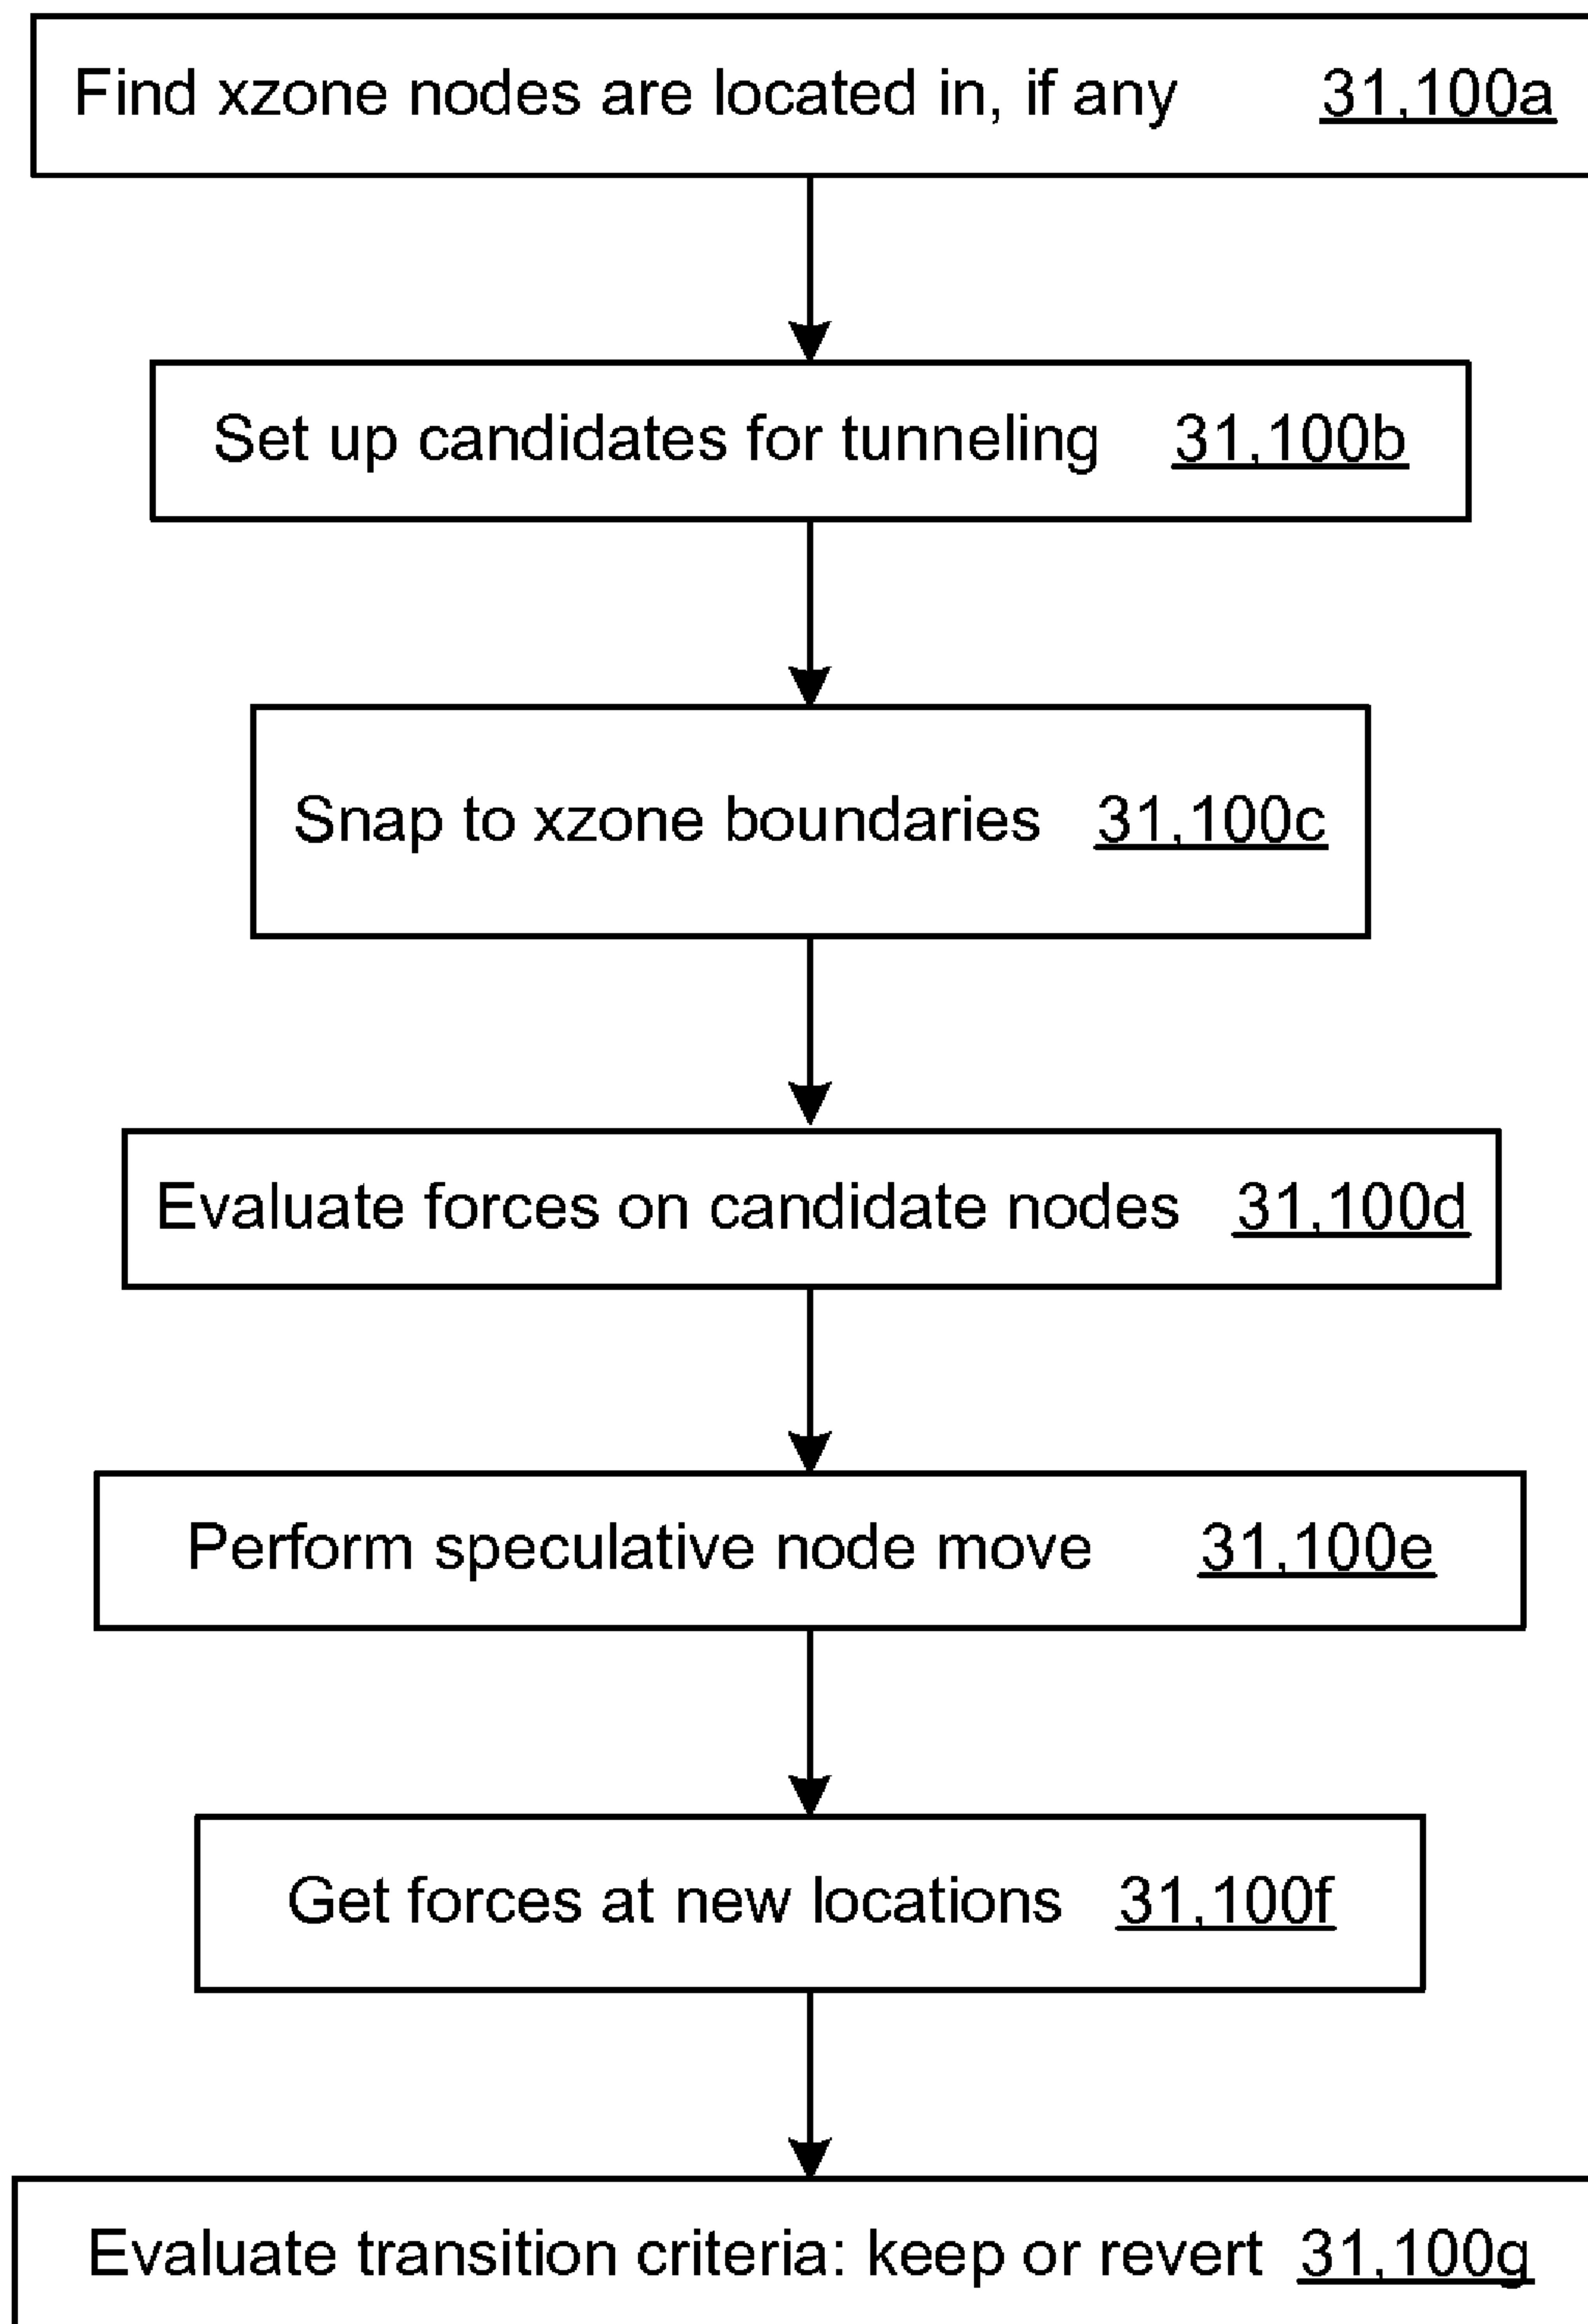 Find xzone nodes are located in, if any 31,100a
Set up candidates for tunneling 31,100b
Snap to xzone boundaries 31,100c
Evaluate forces on candidate nodes 31,100d
Perform speculative node move 31,100e
Get forces at new locations 31,100f
Evaluate transition criteria: keep or revert 31,100g